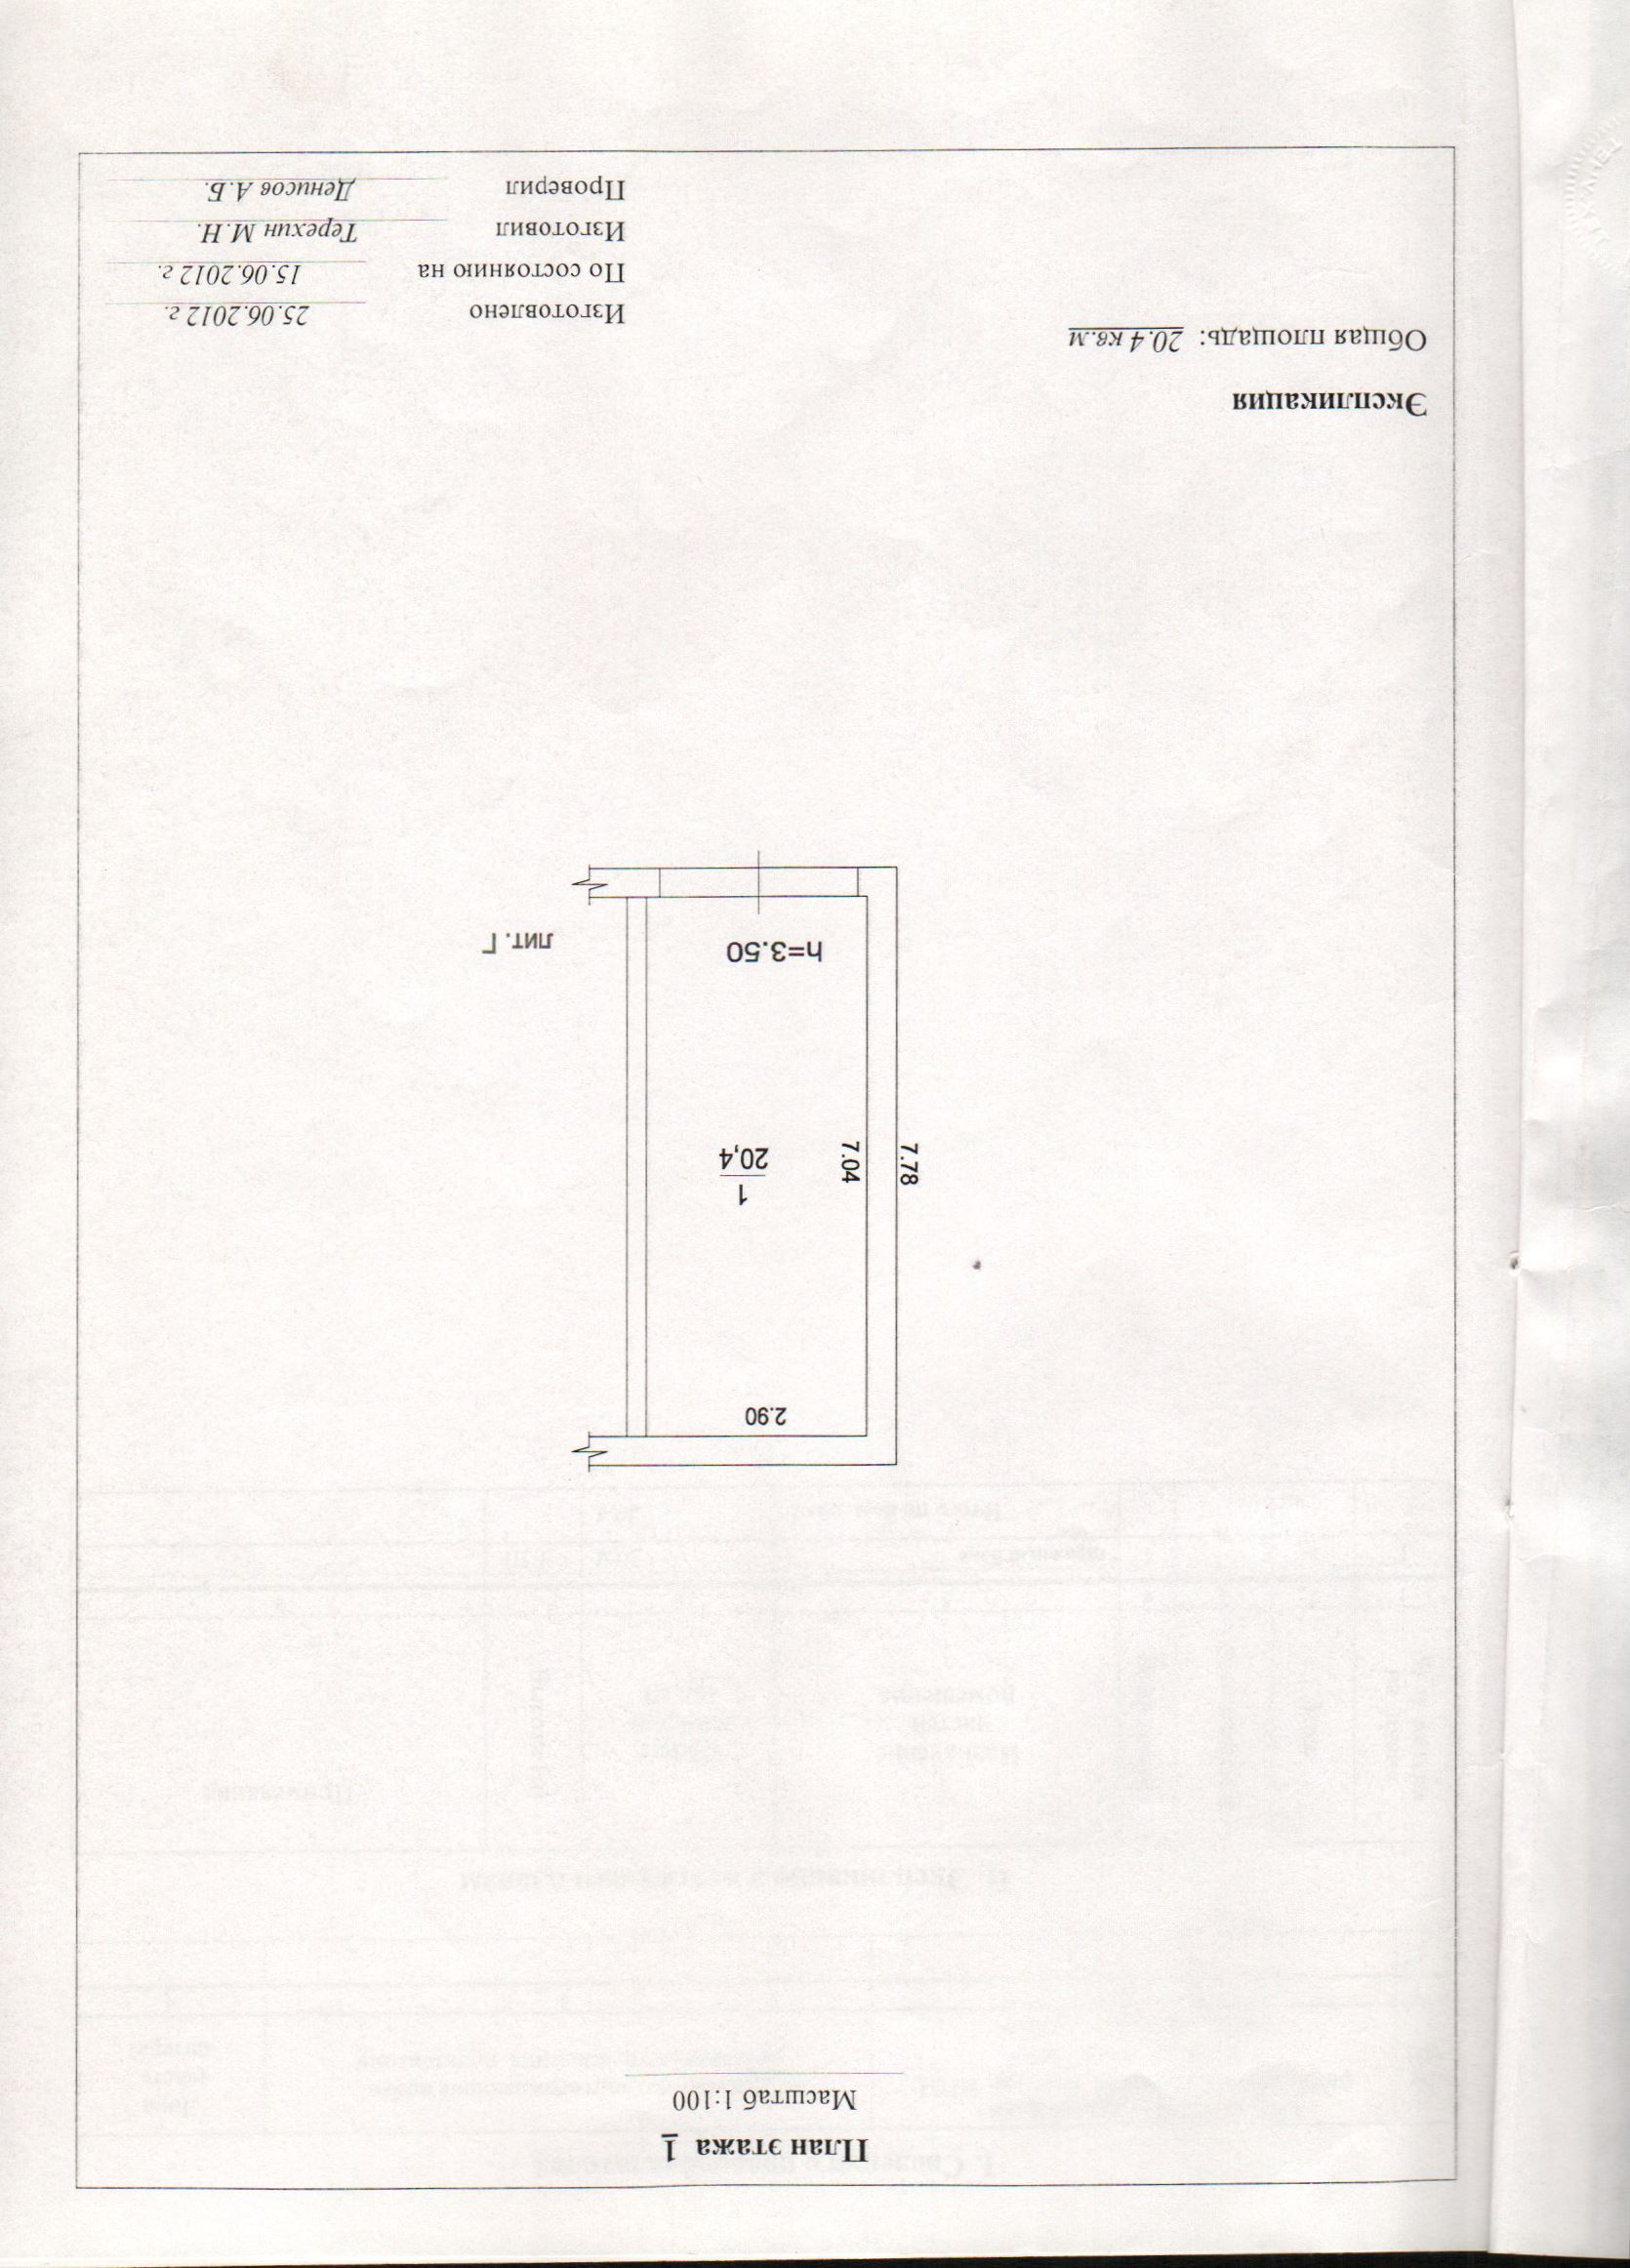 План этажа 1
Масштаб 1:100
2.90
1
20,4
7.04
7.78
h=3.50
лит. Г
Экспликация
Общая площадь: 20.4 кв.м
Изготовлено 25.06.2012 г.
По состоянию на 15.06.2012 г.
Изготовил Терехин М.Н.
Проверил Денисов А.Б.